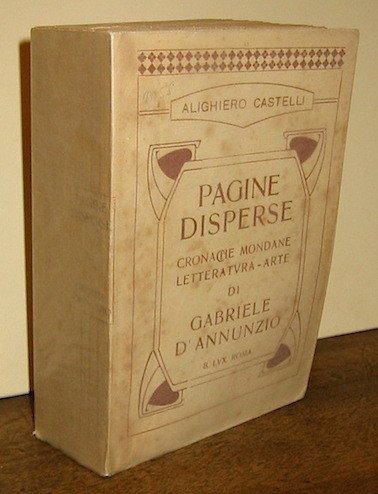 ALIGHIERO CASTELLI
PAGINE
DISPERSE
CRONACHE MONDANE
LETTERATVRA - ARTE
DI
GABRIELE
D'ANNUNZIO
B. LVX. ROMA